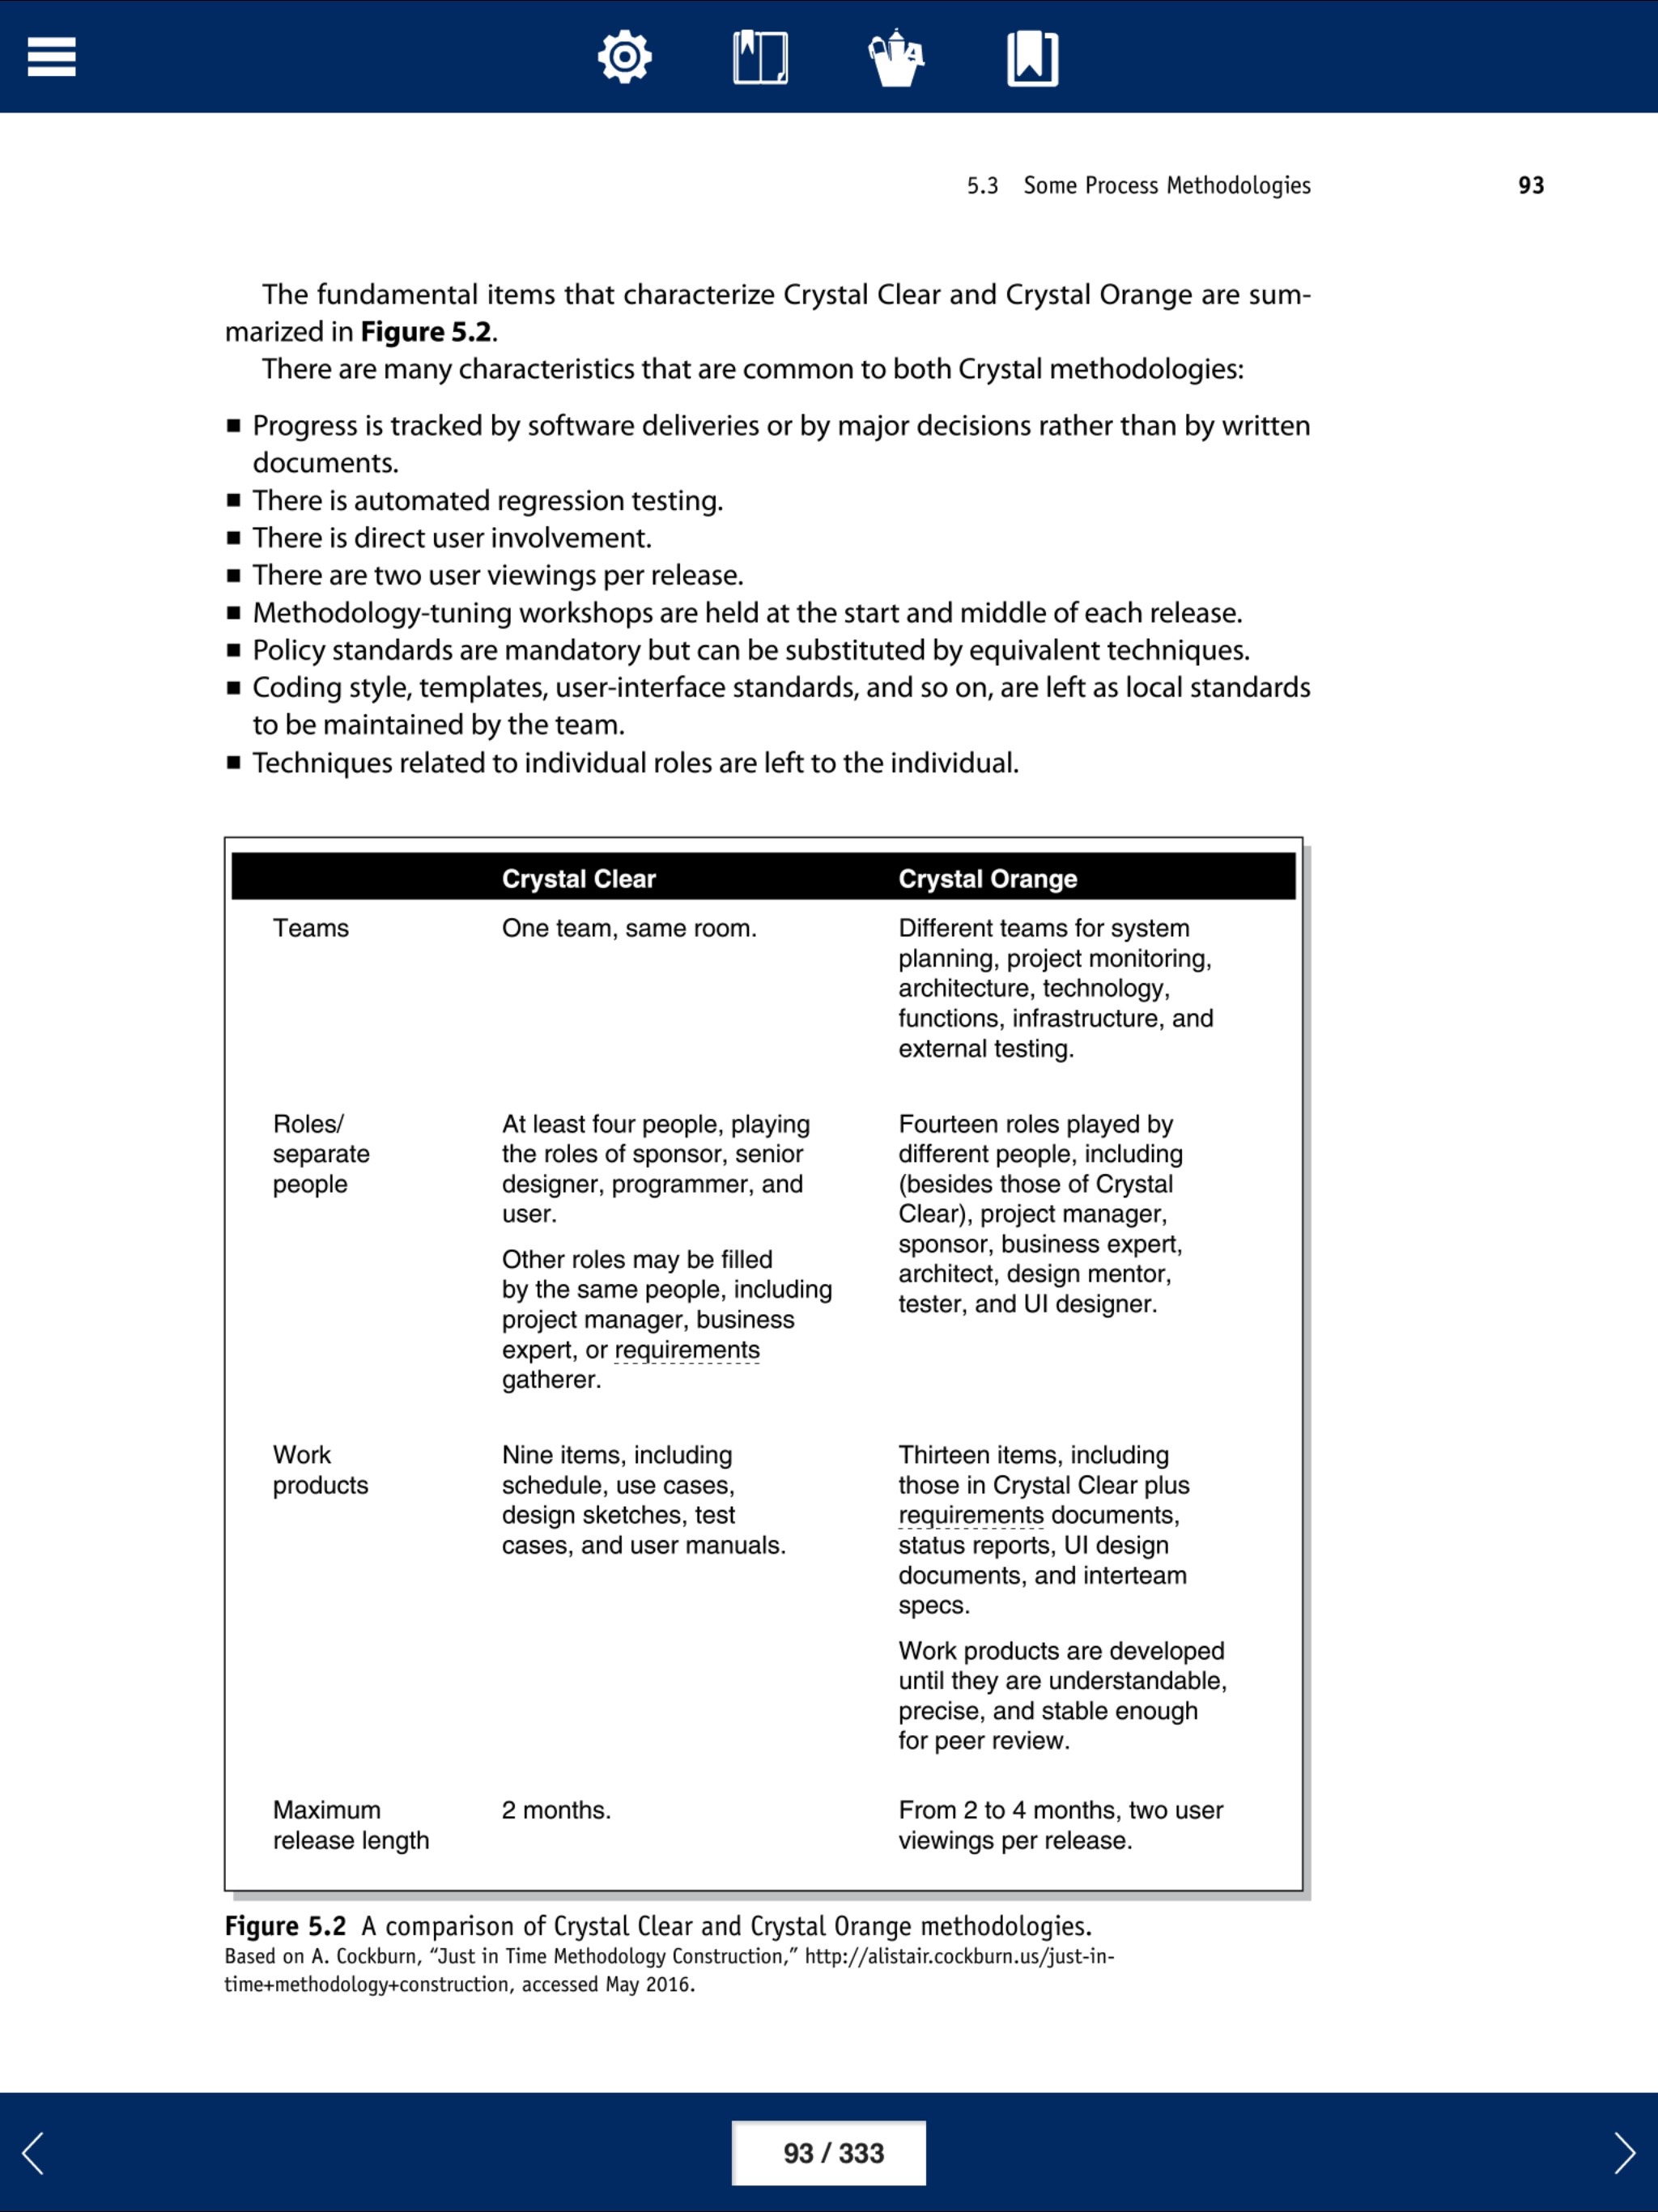 5.3 Some Process Methodologies 93
The fundamental items that characterize Crystal Clear and Crystal Orange are sum-
marized in Figure 5.2.
There are many characteristics that are common to both Crystal methodologies:
■ Progress is tracked by software deliveries or by major decisions rather than by written
documents.
■ There is automated regression testing.
■ There is direct user involvement.
■ There are two user viewings per release.
■ Methodology-tuning workshops are held at the start and middle of each release.
■ Policy standards are mandatory but can be substituted by equivalent techniques.
■ Coding style, templates, user-interface standards, and so on, are left as local standards
to be maintained by the team.
■ Techniques related to individual roles are left to the individual.
Crystal Clear
Crystal Orange
Teams
One team, same room.
Different teams for system
planning, project monitoring,
architecture, technology,
functions, infrastructure, and
external testing.
Roles/
separate
people
At least four people, playing
the roles of sponsor, senior
designer, programmer, and
user.
Other roles may be filled
by the same people, including
project manager, business
expert, or requirements
gatherer.
Fourteen roles played by
different people, including
(besides those of Crystal
Clear), project manager,
sponsor, business expert,
architect, design mentor,
tester, and UI designer.
Work
products
Nine items, including
schedule, use cases,
design sketches, test
cases, and user manuals.
Thirteen items, including
those in Crystal Clear plus
requirements documents,
status reports, UI design
documents, and interteam
specs.
Work products are developed
until they are understandable,
precise, and stable enough
for peer review.
Maximum
release length
2 months.
From 2 to 4 months, two user
viewings per release.
Figure 5.2 A comparison of Crystal Clear and Crystal Orange methodologies.
Based on A. Cockburn, “Just in Time Methodology Construction,” http://alistair.cockburn.us/just-in-
time+methodology+construction, accessed May 2016.
93 / 333